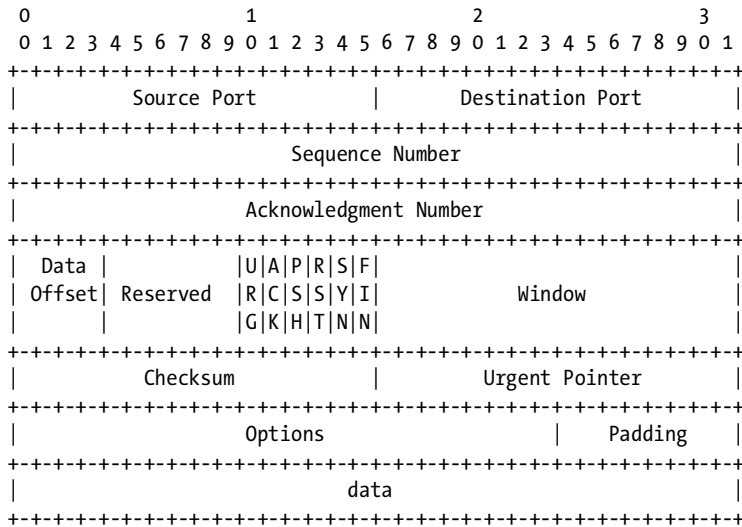 0                   1                   2                   3
 0 1 2 3 4 5 6 7 8 9 0 1 2 3 4 5 6 7 8 9 0 1 2 3 4 5 6 7 8 9 0 1
+-+-+-+-+-+-+-+-+-+-+-+-+-+-+-+-+-+-+-+-+-+-+-+-+-+-+-+-+-+-+-+-+
|          Source Port          |       Destination Port        |
+-+-+-+-+-+-+-+-+-+-+-+-+-+-+-+-+-+-+-+-+-+-+-+-+-+-+-+-+-+-+-+-+
|                        Sequence Number                        |
+-+-+-+-+-+-+-+-+-+-+-+-+-+-+-+-+-+-+-+-+-+-+-+-+-+-+-+-+-+-+-+-+
|                    Acknowledgment Number                      |
+-+-+-+-+-+-+-+-+-+-+-+-+-+-+-+-+-+-+-+-+-+-+-+-+-+-+-+-+-+-+-+-+
|  Data |           |U|A|P|R|S|F|                               |
| Offset| Reserved  |R|C|S|S|Y|I|            Window             |
|       |           |G|K|H|T|N|N|                               |
+-+-+-+-+-+-+-+-+-+-+-+-+-+-+-+-+-+-+-+-+-+-+-+-+-+-+-+-+-+-+-+-+
|           Checksum            |         Urgent Pointer        |
+-+-+-+-+-+-+-+-+-+-+-+-+-+-+-+-+-+-+-+-+-+-+-+-+-+-+-+-+-+-+-+-+
|                    Options                    |    Padding    |
+-+-+-+-+-+-+-+-+-+-+-+-+-+-+-+-+-+-+-+-+-+-+-+-+-+-+-+-+-+-+-+-+
|                             data                              |
+-+-+-+-+-+-+-+-+-+-+-+-+-+-+-+-+-+-+-+-+-+-+-+-+-+-+-+-+-+-+-+-+